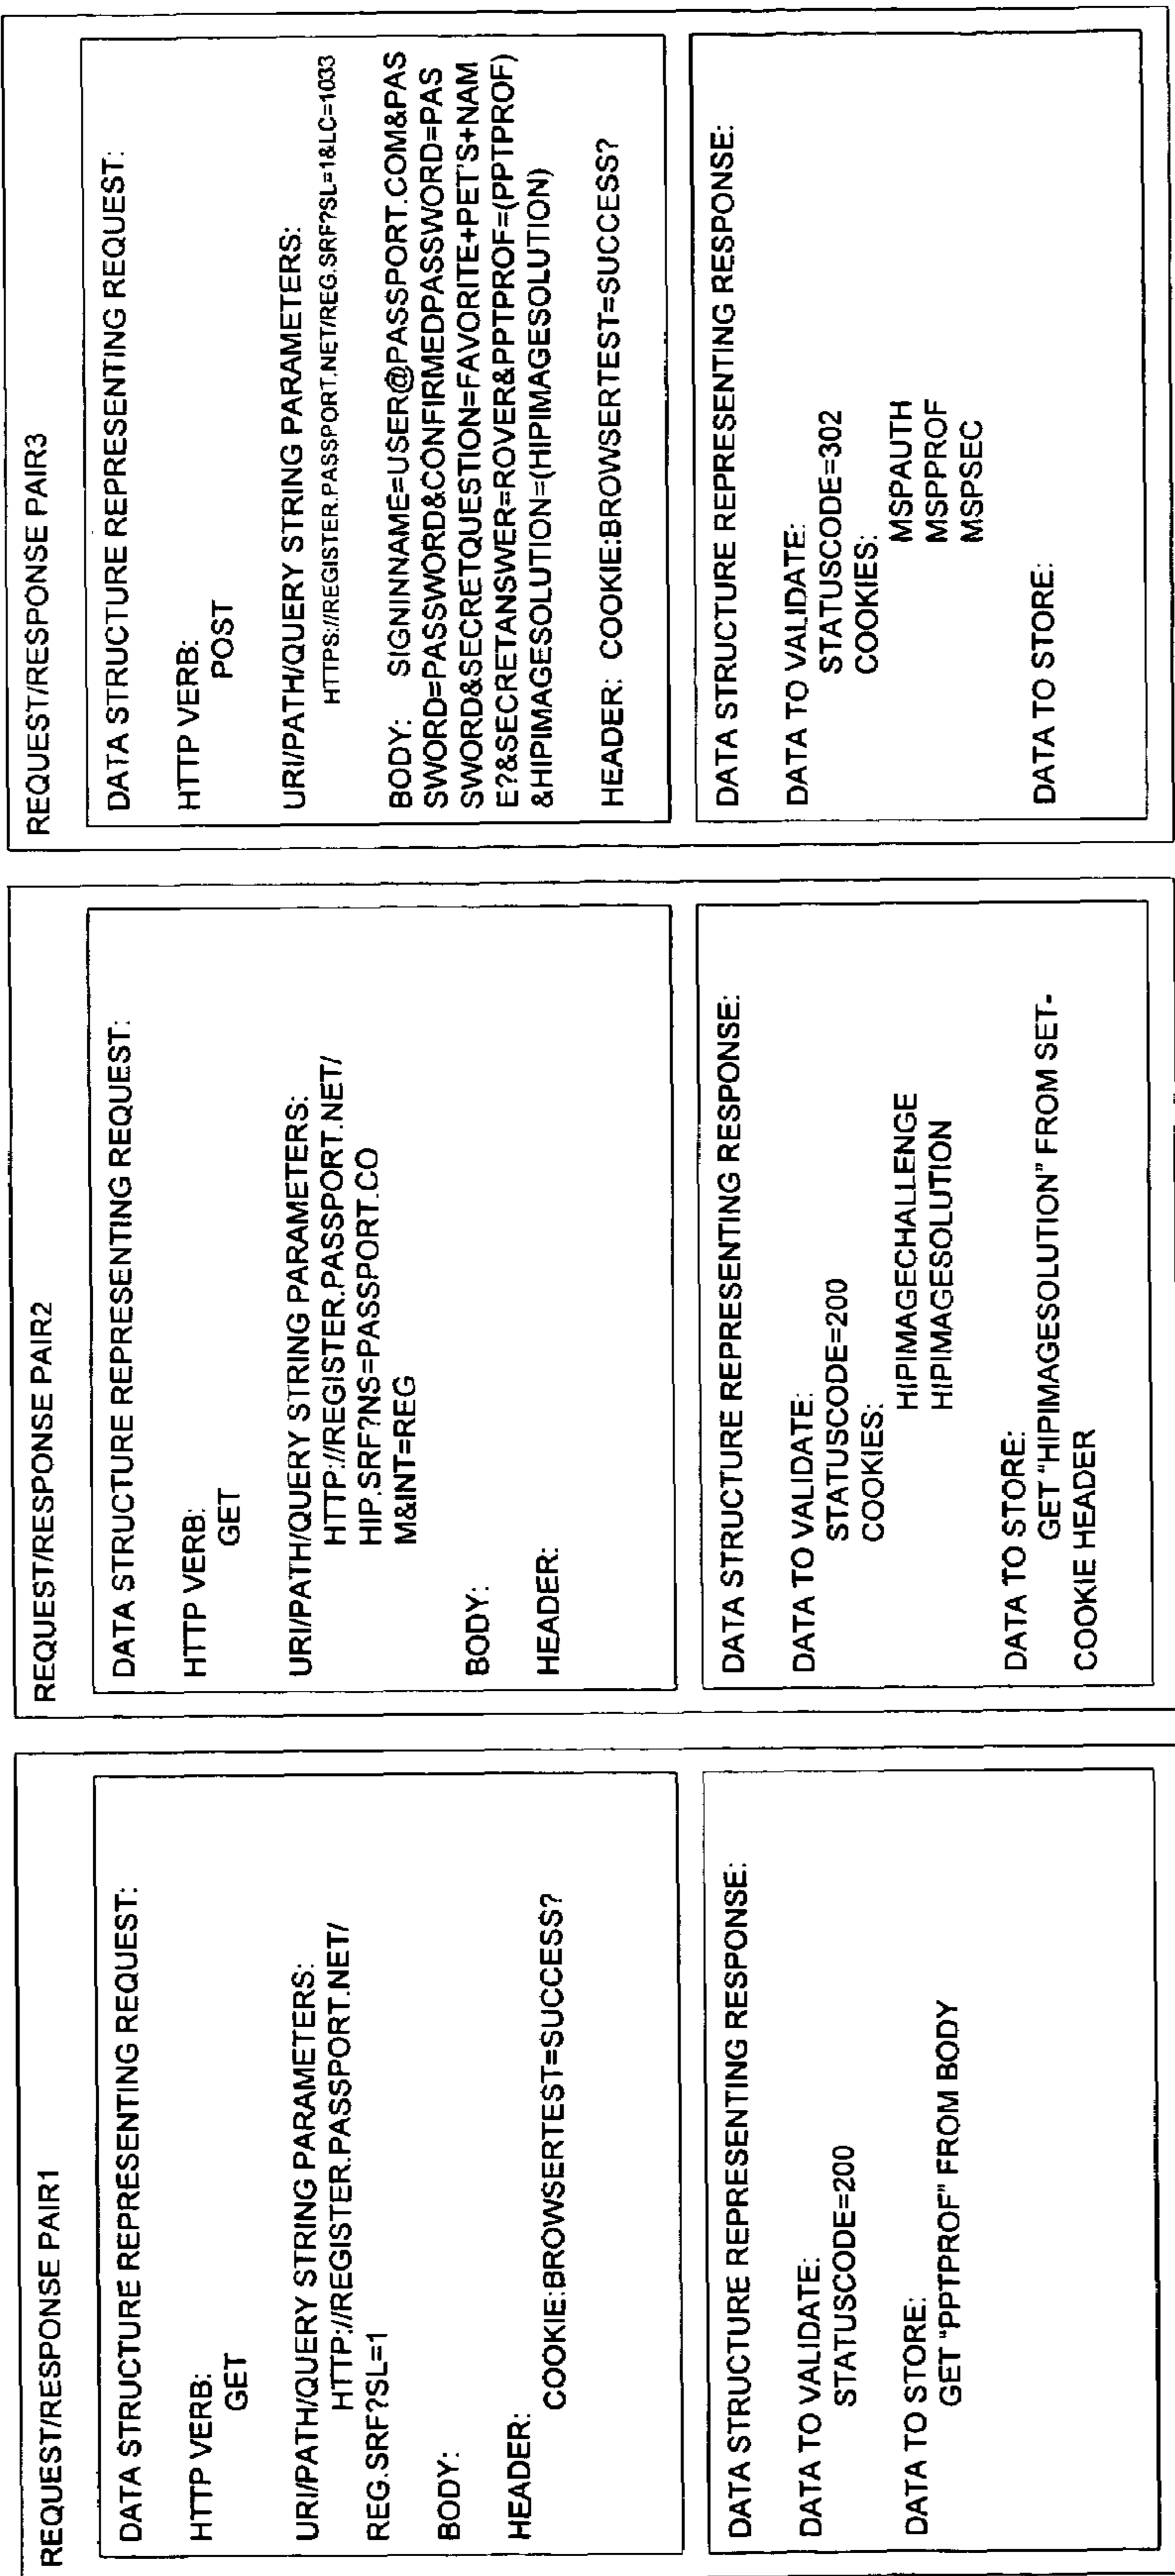 REQUEST/RESPONSE PAIR1
DATA STRUCTURE REPRESENTING REQUEST:
HTTP VERB:
GET
URI/PATH/QUERY STRING PARAMETERS:
HTTP://REGISTER.PASSPORT.NET/
REG.SRF?SL=1
BODY:
HEADER:
COOKIE:BROWSERTEST=SUCCESS?
DATA STRUCTURE REPRESENTING RESPONSE:
DATA TO VALIDATE:
STATUSCODE=200
DATA TO STORE:
GET "PPTPROF" FROM BODY
REQUEST/RESPONSE PAIR2
DATA STRUCTURE REPRESENTING REQUEST:
HTTP VERB:
GET
URI/PATH/QUERY STRING PARAMETERS:
HTTP://REGISTER.PASSPORT.NET/
HIP.SRF?NS=PASSPORT.CO
M&INT=REG
BODY:
HEADER:
DATA STRUCTURE REPRESENTING RESPONSE:
DATA TO VALIDATE:
STATUSCODE=200
COOKIES:
HIPIMAGECHALLENGE
HIPIMAGESOLUTION
DATA TO STORE:
GET "HIPIMAGESOLUTION" FROM SET-
COOKIE HEADER
REQUEST/RESPONSE PAIR3
DATA STRUCTURE REPRESENTING REQUEST:
HTTP VERB:
POST
URI/PATH/QUERY STRING PARAMETERS:
HTTPS://REGISTER.PASSPORT.NET/REG.SRF?SL=1&LC=1033
BODY: SIGNINNAME=USER@PASSPORT.COM&PAS
SWORD=PASSWORD&CONFIRMEDPASSWORD=PAS
SWORD&SECRETQUESTION=FAVORITE+PET'S+NAM
E?&SECRETANSWER=ROVER&PPTPROF=(PPTPROF)
&HIPIMAGESOLUTION=(HIPIMAGESOLUTION)
HEADER: COOKIE:BROWSERTEST=SUCCESS?
DATA STRUCTURE REPRESENTING RESPONSE:
DATA TO VALIDATE:
STATUSCODE=302
COOKIES:
MSPAUTH
MSPPROF
MSPSEC
DATA TO STORE: